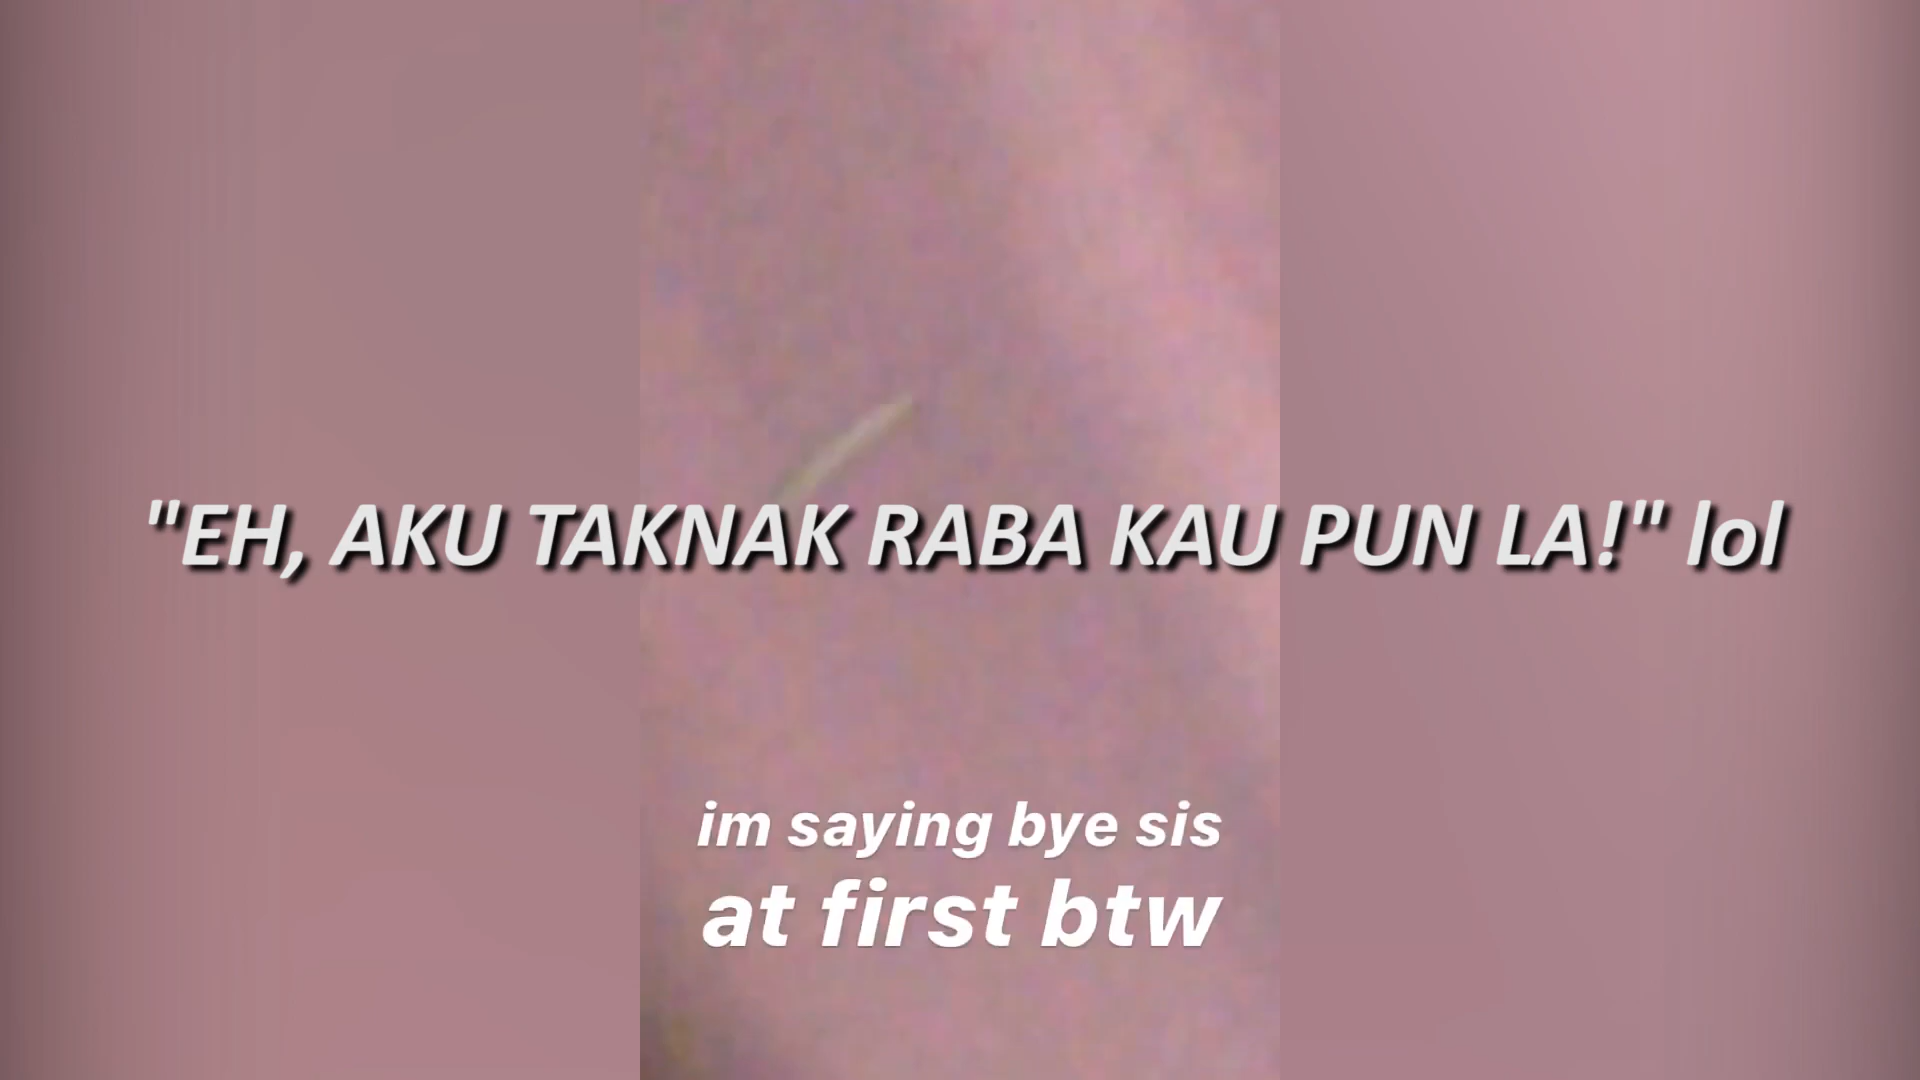 "EH, AKU TAKNAK RABA KAU PUN LA!" lol
im saying bye sis
at first btw